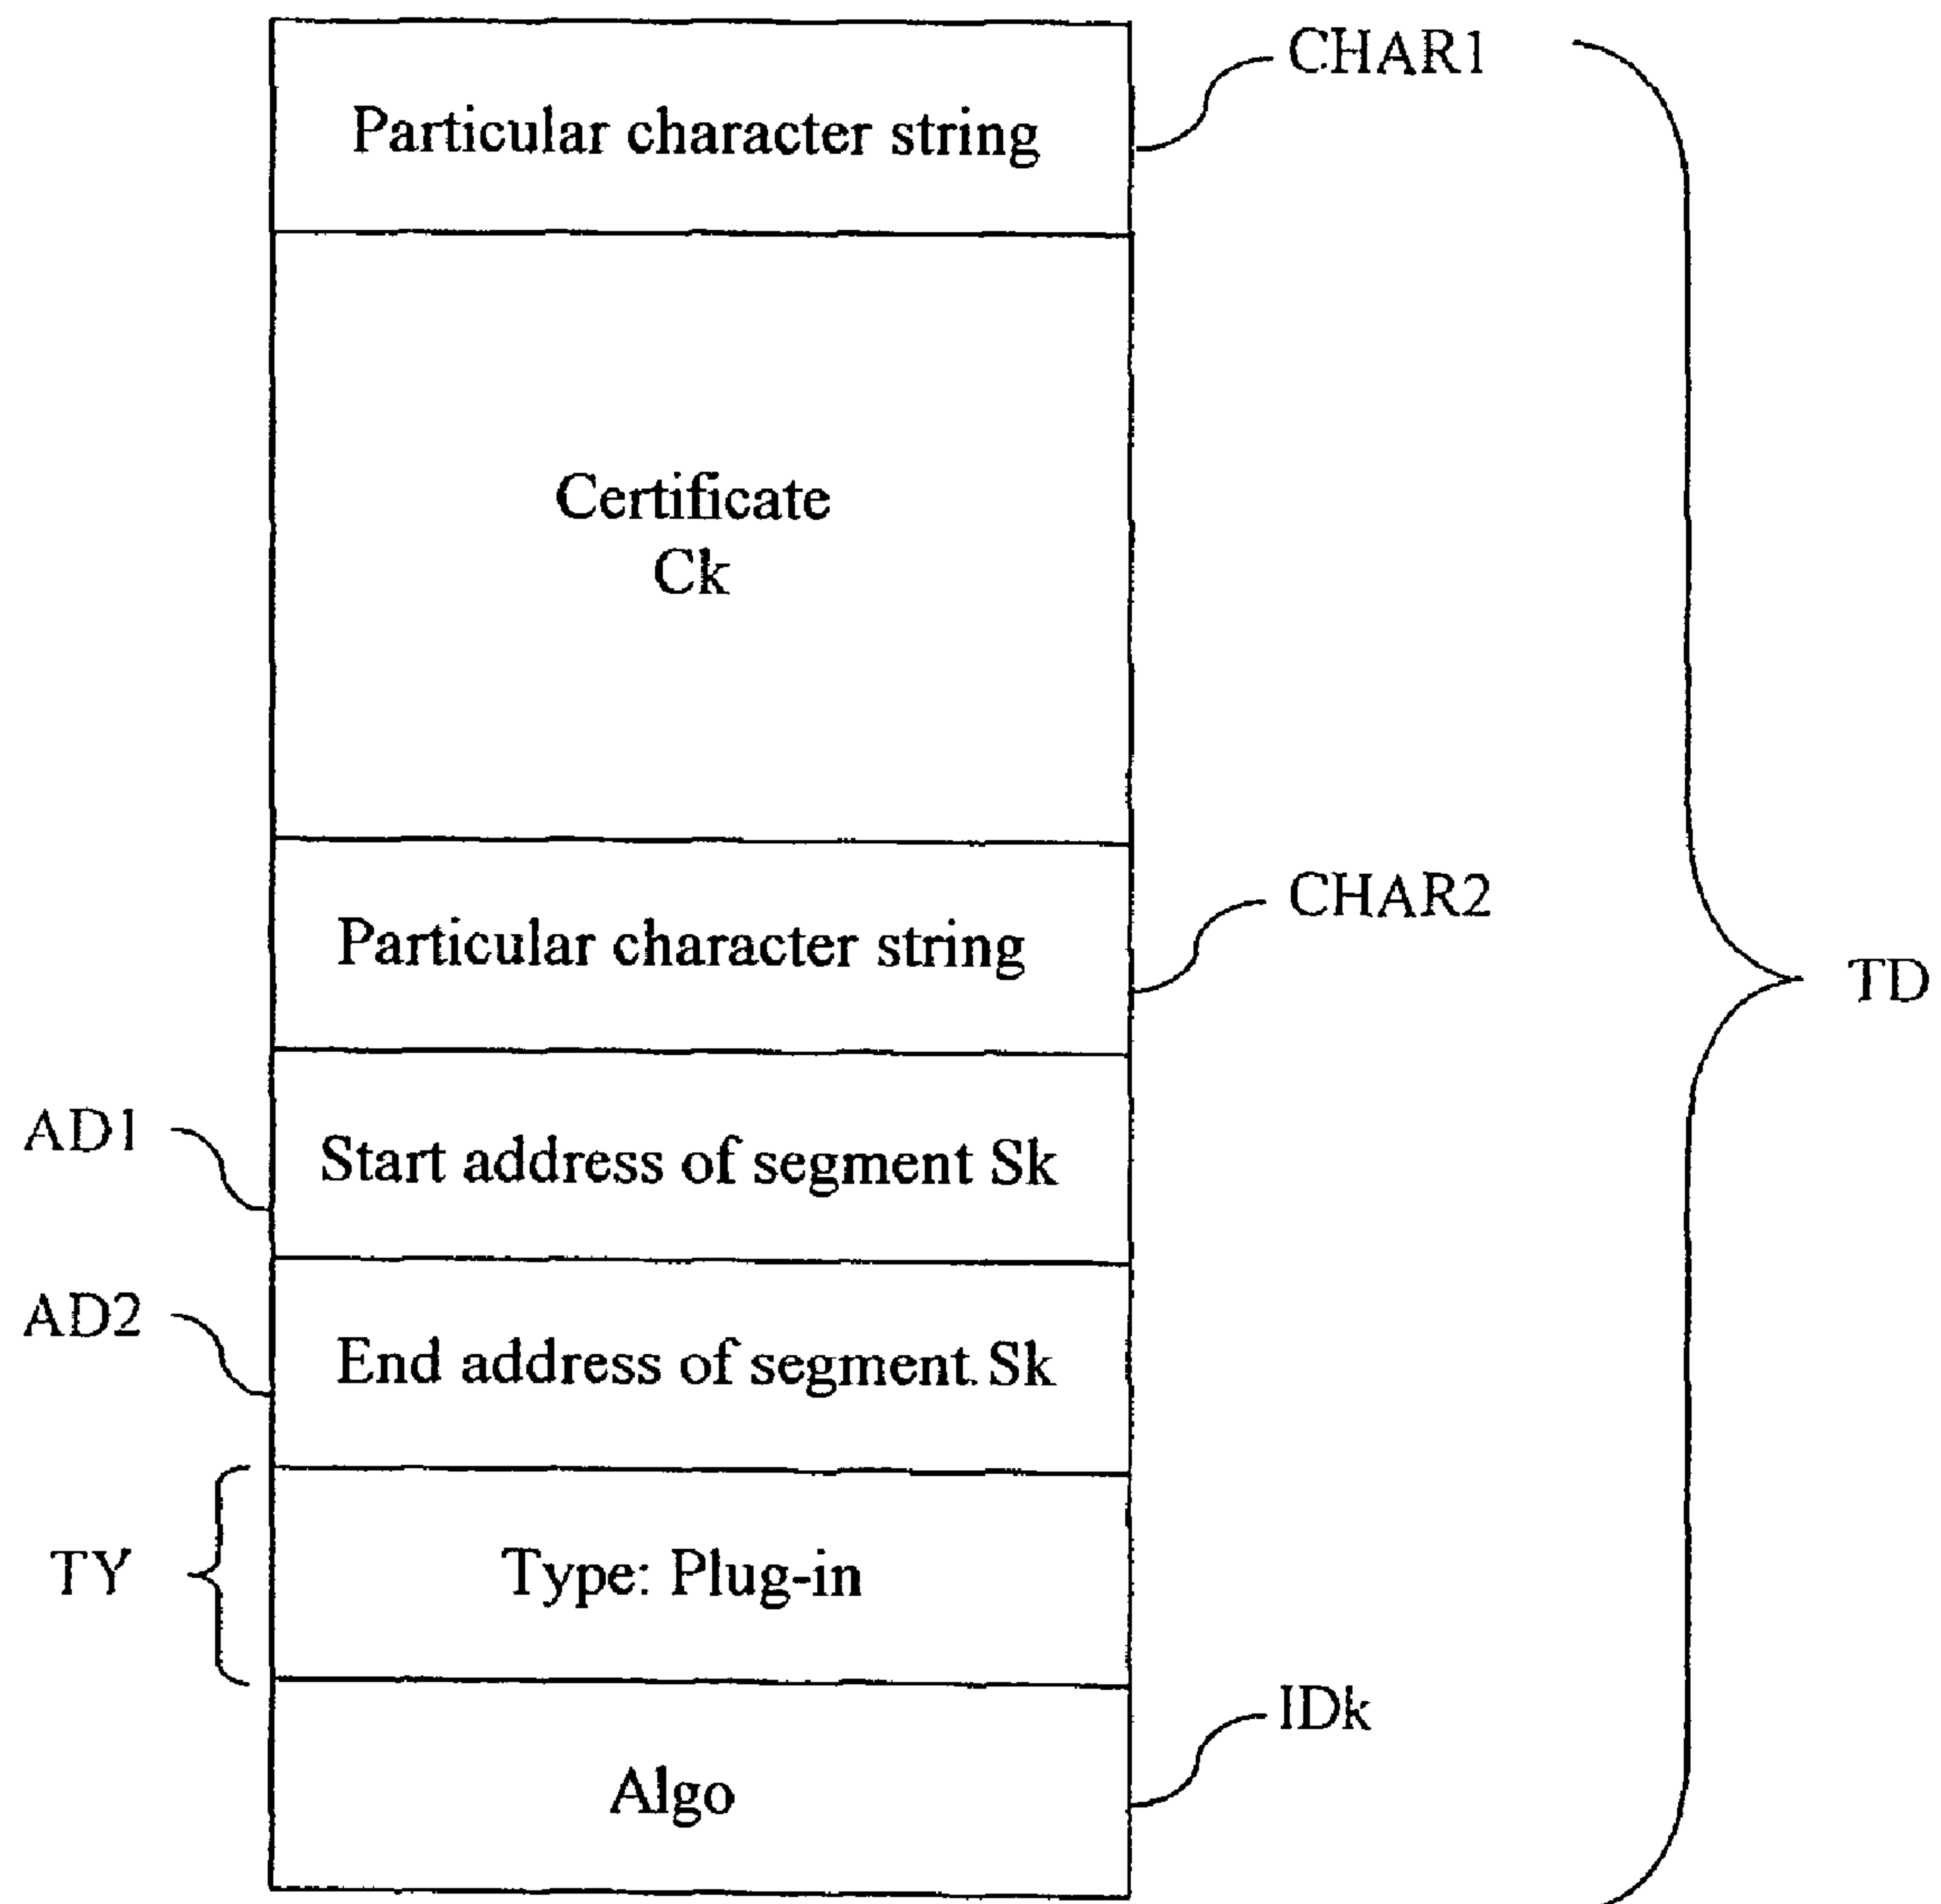 CHAR1
Particular character string
Certificate
Ck
CHAR2
Particular character string
TD
AD1
Start address of segment Sk
AD2
End address of segment Sk
TY
Type: Plug-in
IDk
Algo